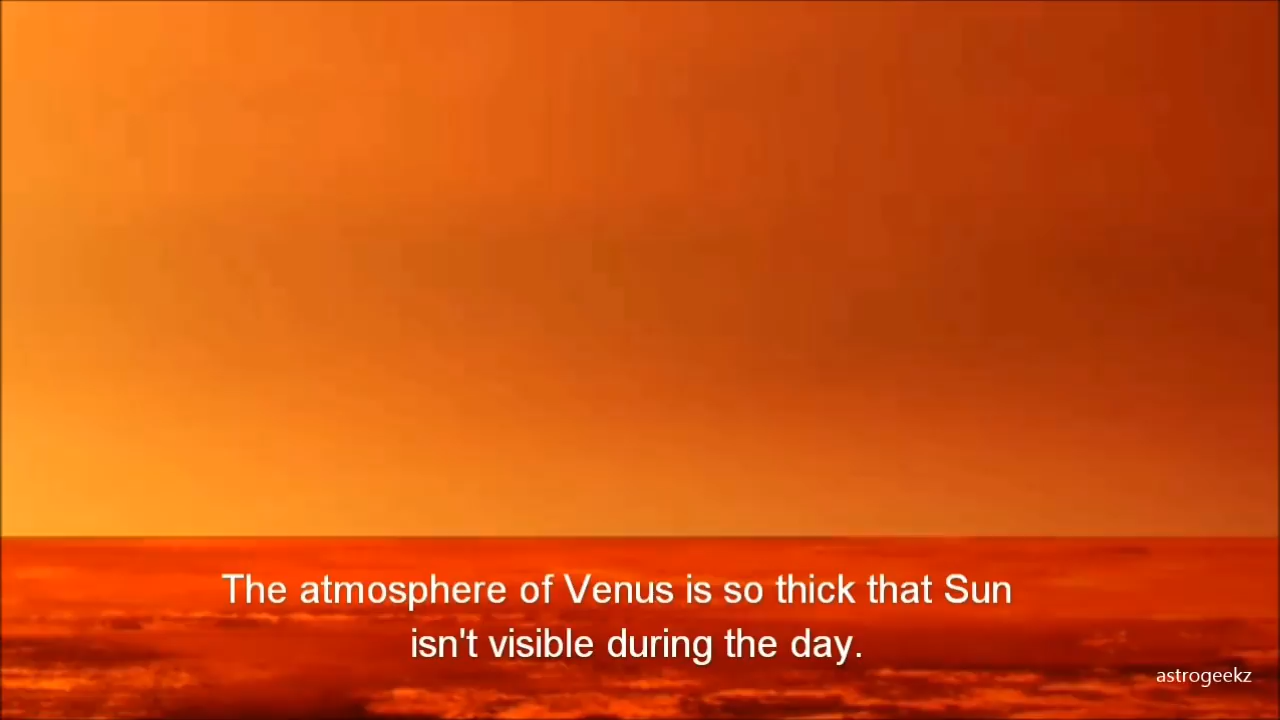 The atmosphere of Venus is so thick that Sun
isn't visible during the day.
astrogeekz